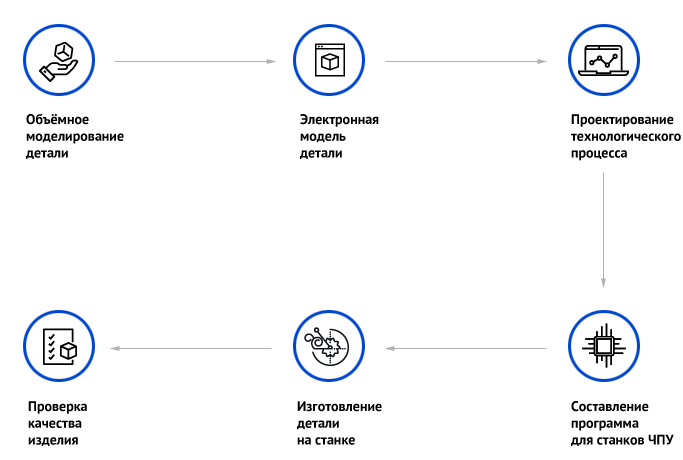 Объёмное
моделирование
детали
Электронная
модель
детали
Проектирование
технологического
процесса
Проверка
качества
изделия
Изготовление
детали
на станке
Составление
программа
для станков ЧПУ